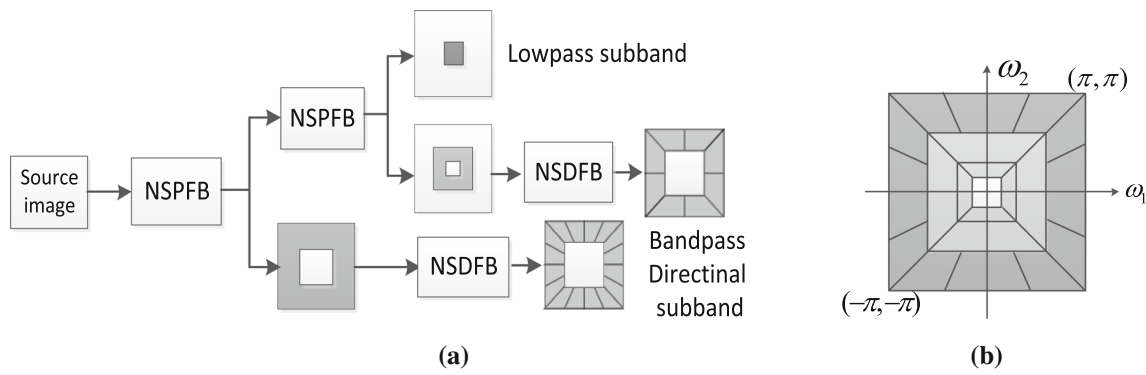 Source
image
NSPFB
NSPFB
Lowpass subband
NSDFB
NSDFB
Bandpass
Directinal
subband
(a)
ω₂
(π, π)
ω₁
(−π,−π)
(b)